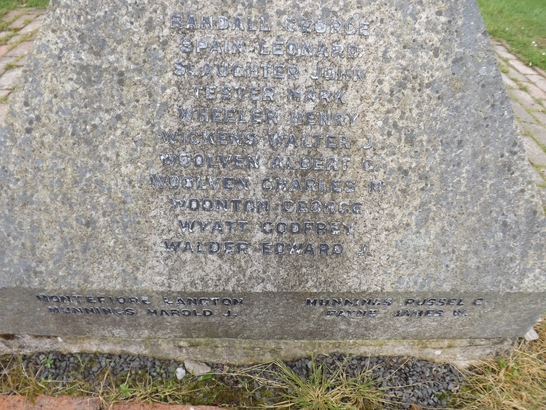 RANDALL GEORGE
SPAIN LEONARD
SLAUGHTER JOHN
TESTER MARK
WHEELER HENRY
WICKENS WALTER J.
WOOLVEN ALBERT C.
WOOLVEN CHARLES N.
WOONTON GEORGE
WYATT GODFREY
WALDER EDWARD J.
MONTEFIORE LANGTON
MUNNINGS HAROLD J.
MUNNINGS RUSSEL C.
PAYNE JAMES W.